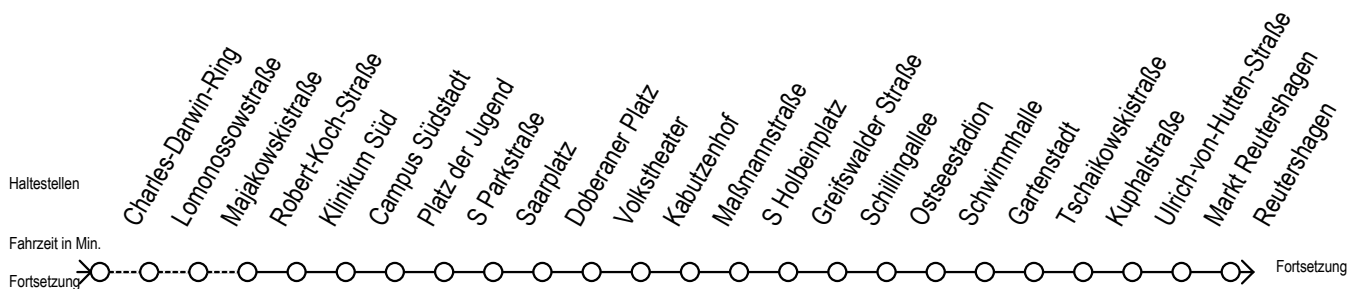 Haltestellen
Charles-Darwin-Ring
Lomonossowstraße
Majakowskistraße
Robert-Koch-Straße
Klinikum Süd
Campus Südstadt
Platz der Jugend
S Parkstraße
Saarplatz
Doberaner Platz
Volkstheater
Kabutzenhof
Maßmannstraße
S Holbeinplatz
Greifswalder Straße
Schillingallee
Ostseestadion
Schwimmhalle
Gartenstadt
Tschaikowskistraße
Kuphalstraße
Ulrich-von-Hutten-Straße
Markt Reutershagen
Reutershagen
Fahrzeit in Min.
Fortsetzung
Fortsetzung